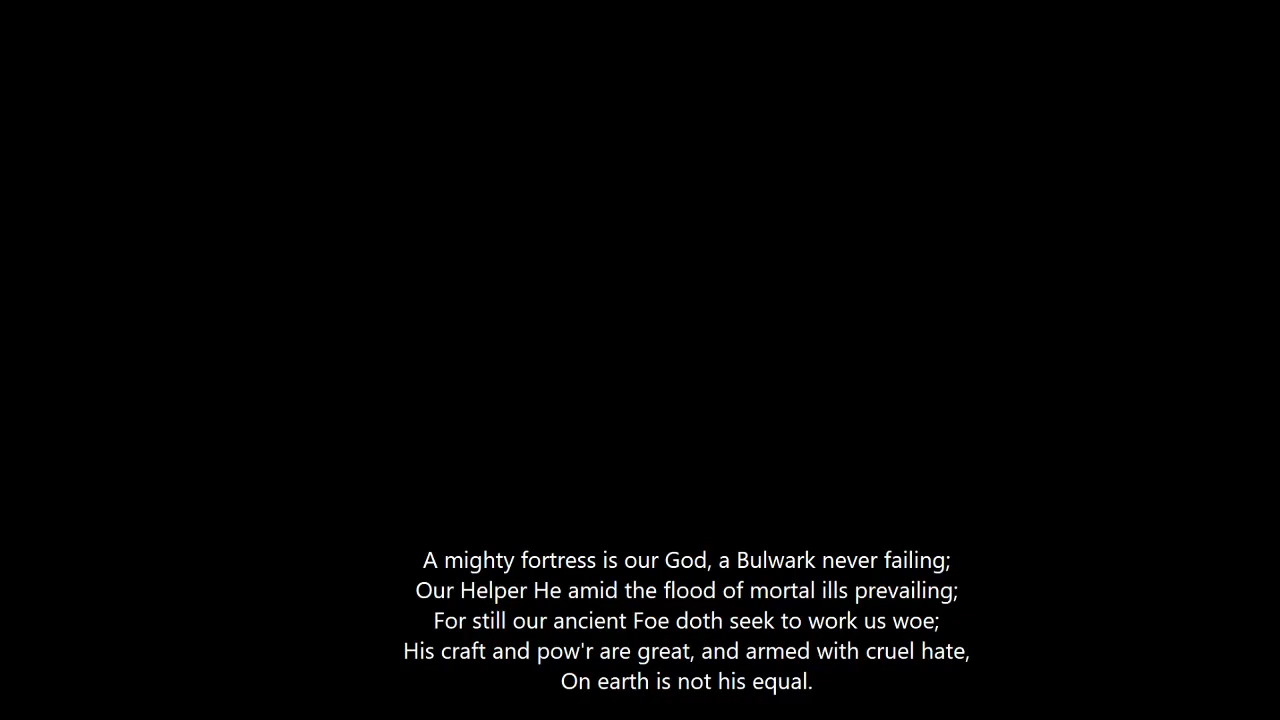 A mighty fortress is our God, a Bulwark never failing;
Our Helper He amid the flood of mortal ills prevailing;
For still our ancient Foe doth seek to work us woe;
His craft and pow'r are great, and armed with cruel hate,
On earth is not his equal.